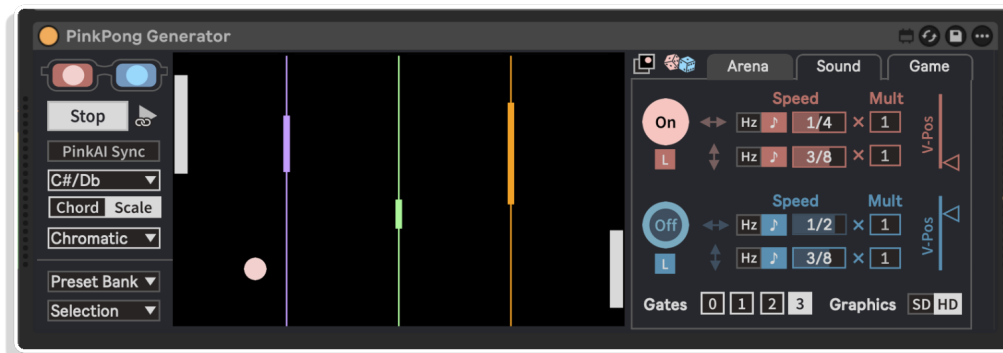 PinkPong Generator
Stop
PinkAI Sync
C#/Db
Chord Scale
Chromatic
Preset Bank
Selection
Arena Sound Game
Speed Mult
On Hz ♪ 1/4 × 1
L Hz ♪ 3/8 × 1
V-Pos
Speed Mult
Off Hz ♪ 1/2 × 1
L Hz ♪ 3/8 × 1
V-Pos
Gates 0 1 2 3 Graphics SD HD